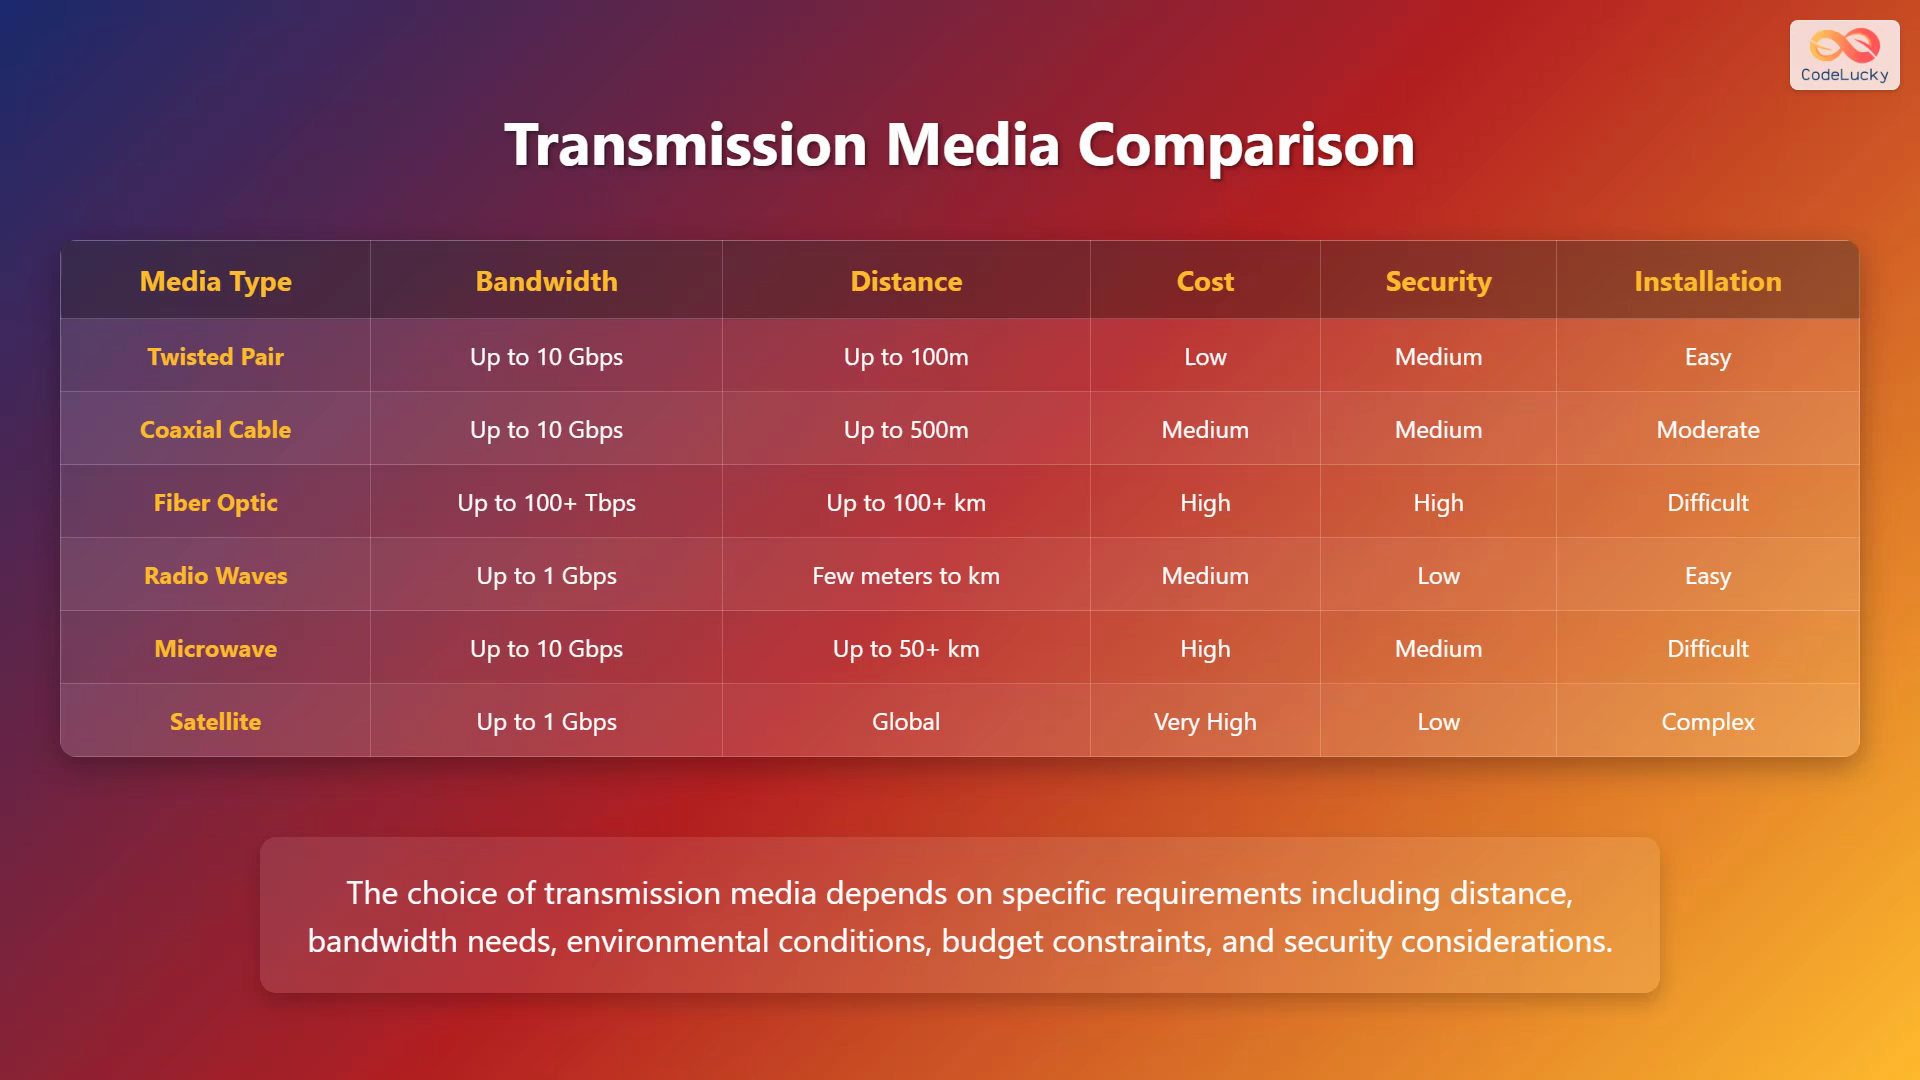 CodeLucky
Transmission Media Comparison
Media Type Bandwidth Distance Cost Security Installation
Twisted Pair Up to 10 Gbps Up to 100m Low Medium Easy
Coaxial Cable Up to 10 Gbps Up to 500m Medium Medium Moderate
Fiber Optic Up to 100+ Tbps Up to 100+ km High High Difficult
Radio Waves Up to 1 Gbps Few meters to km Medium Low Easy
Microwave Up to 10 Gbps Up to 50+ km High Medium Difficult
Satellite Up to 1 Gbps Global Very High Low Complex
The choice of transmission media depends on specific requirements including distance,
bandwidth needs, environmental conditions, budget constraints, and security considerations.